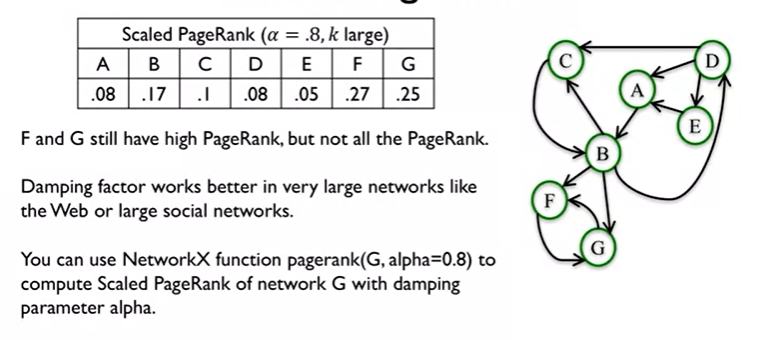 Scaled PageRank (α = .8, k large)
A B C D E F G
.08 .17 .1 .08 .05 .27 .25
F and G still have high PageRank, but not all the PageRank.
Damping factor works better in very large networks like
the Web or large social networks.
You can use NetworkX function pagerank(G, alpha=0.8) to
compute Scaled PageRank of network G with damping
parameter alpha.
C
D
A
E
B
F
G